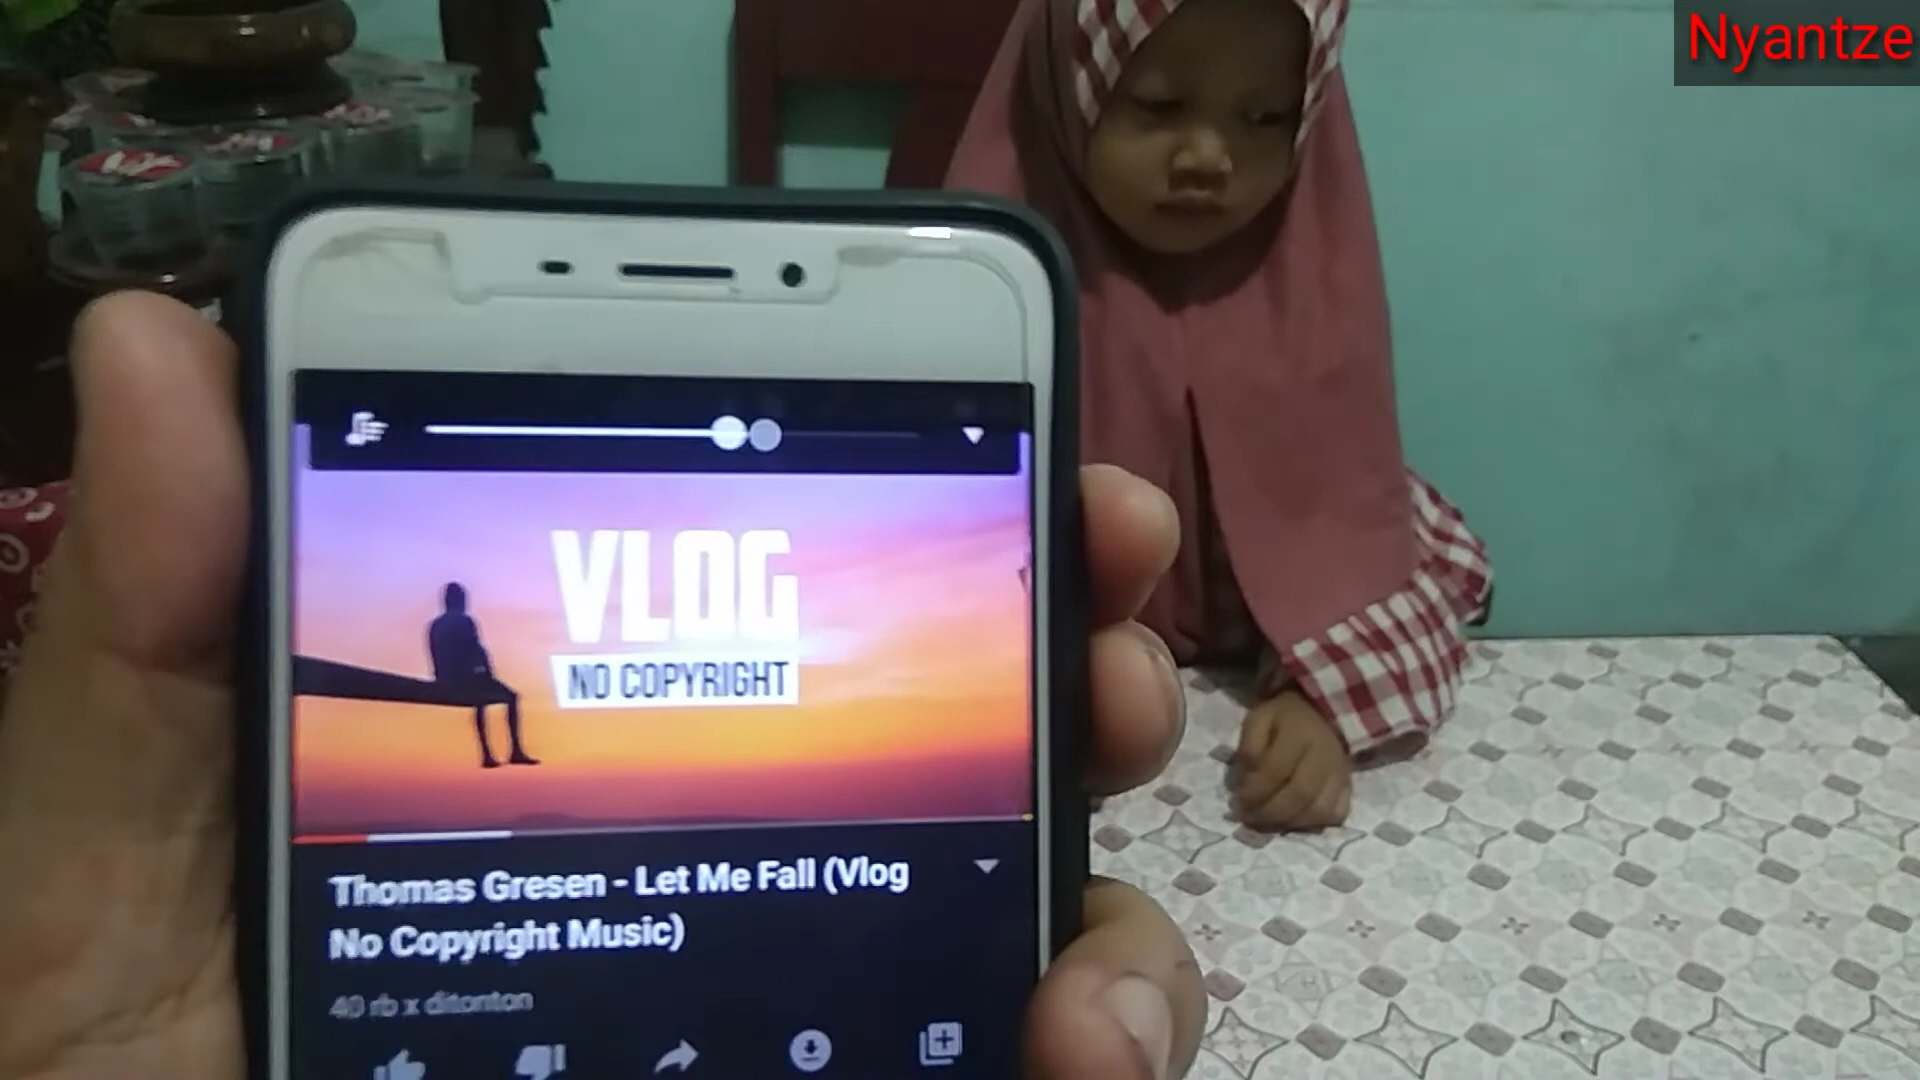 Nyantze
VLOG
NO COPYRIGHT
Thomas Gresen - Let Me Fall (Vlog
No Copyright Music)
40 rb x ditonton